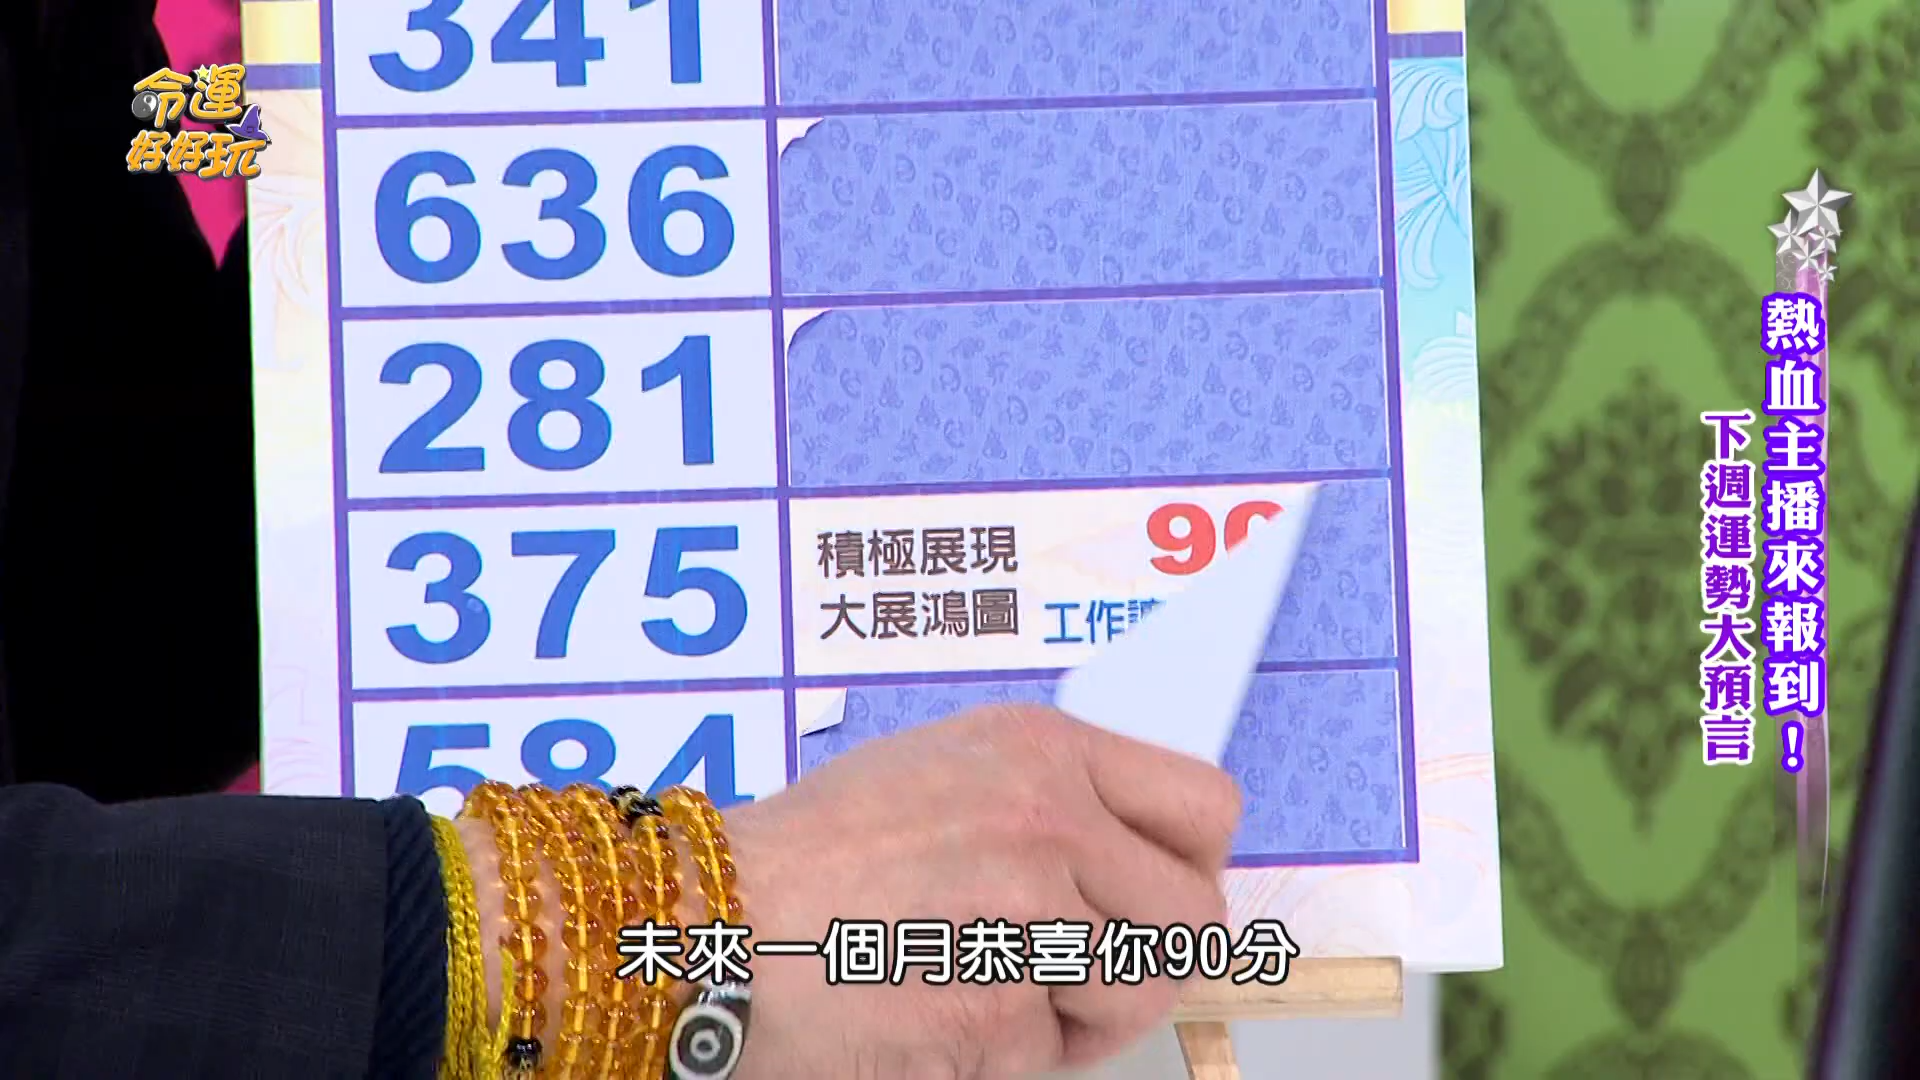 命運
好好玩
341
636
281
375
積極展現
大展鴻圖
90
工作
584
熱血主播來報到！
下週運勢大預言
未來一個月恭喜你90分